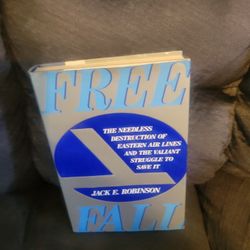 FREE
THE NEEDLESS
DESTRUCTION OF
EASTERN AIR LINES
AND THE VALIANT
STRUGGLE TO
SAVE IT
JACK E. ROBINSON
FALL